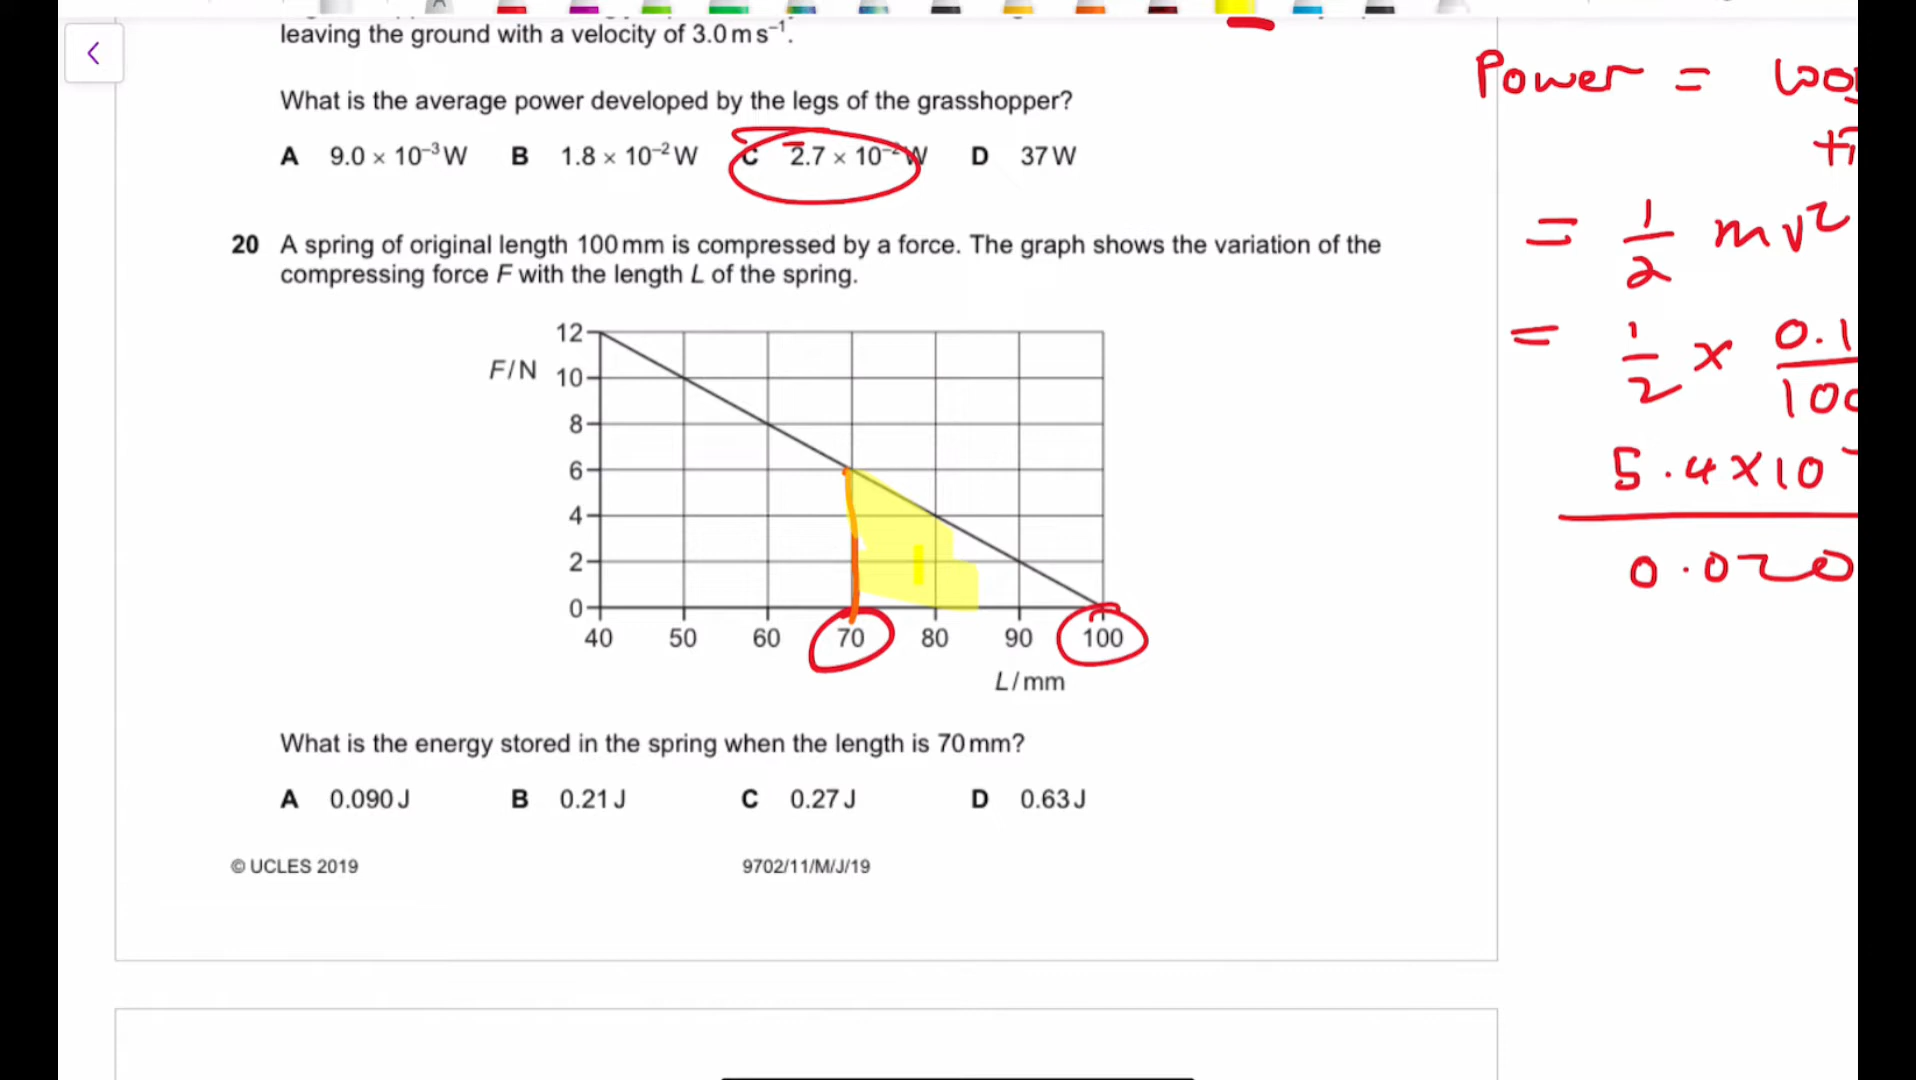 leaving the ground with a velocity of 3.0 m s⁻¹.
What is the average power developed by the legs of the grasshopper?
A 9.0 × 10⁻³ W B 1.8 × 10⁻² W C 2.7 × 10⁻² W D 37 W
20 A spring of original length 100 mm is compressed by a force. The graph shows the variation of the
compressing force F with the length L of the spring.
12
F/N 10
8
6
4
2
0
40 50 60 70 80 90 100
L/mm
What is the energy stored in the spring when the length is 70 mm?
A 0.090 J B 0.21 J C 0.27 J D 0.63 J
© UCLES 2019 9702/11/M/J/19
Power =
= 1/2 mv²
= 1/2 × 0.1
5.4×10
0.020